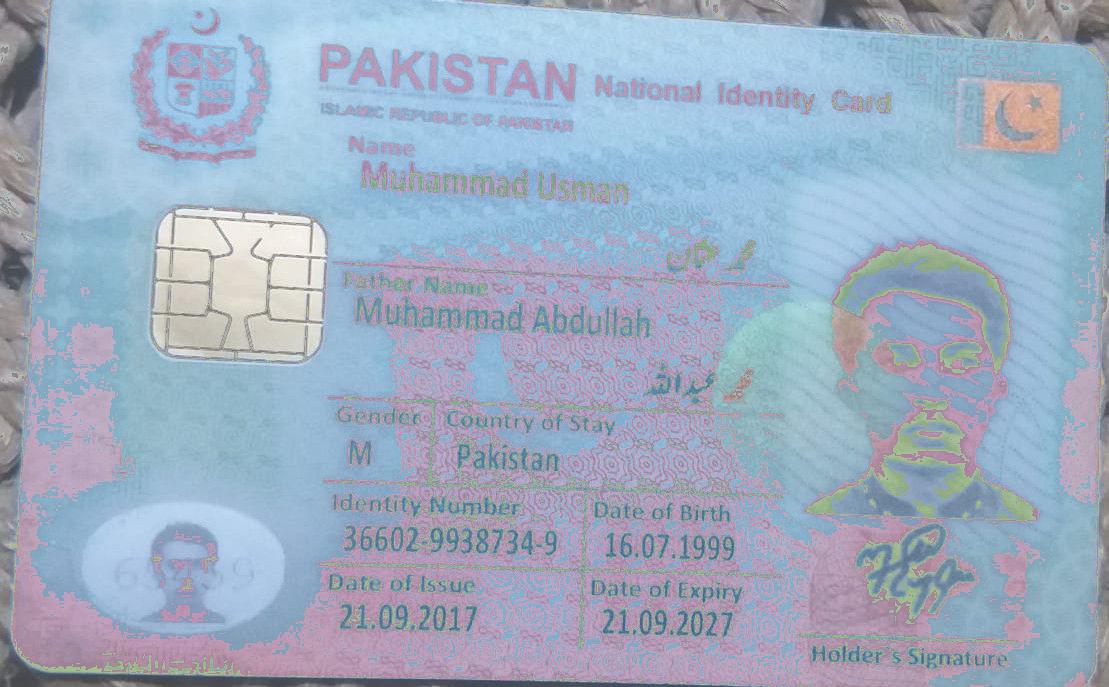 PAKISTAN National Identity Card
ISLAMIC REPUBLIC OF PAKISTAN
Name
Muhammad Usman
محمد عثمان
Father Name
Muhammad Abdullah
محمد عبداللہ
Gender Country of Stay
M Pakistan
Identity Number Date of Birth
36602-9938734-9 16.07.1999
Date of Issue Date of Expiry
21.09.2017 21.09.2027
Holder's Signature